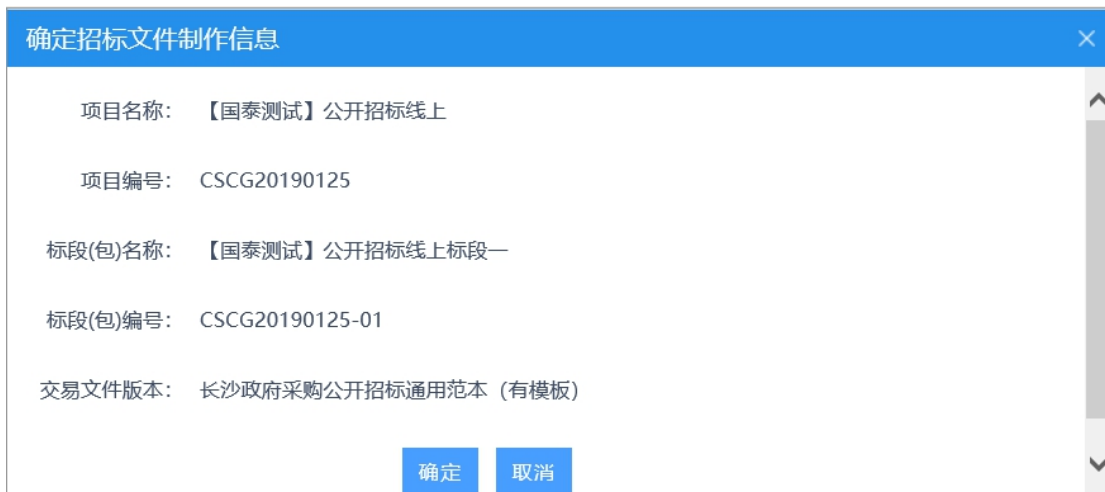 确定招标文件制作信息
项目名称： 【国泰测试】公开招标线上
项目编号： CSCG20190125
标段(包)名称： 【国泰测试】公开招标线上标段一
标段(包)编号： CSCG20190125-01
交易文件版本： 长沙政府采购公开招标通用范本（有模板）
确定 取消